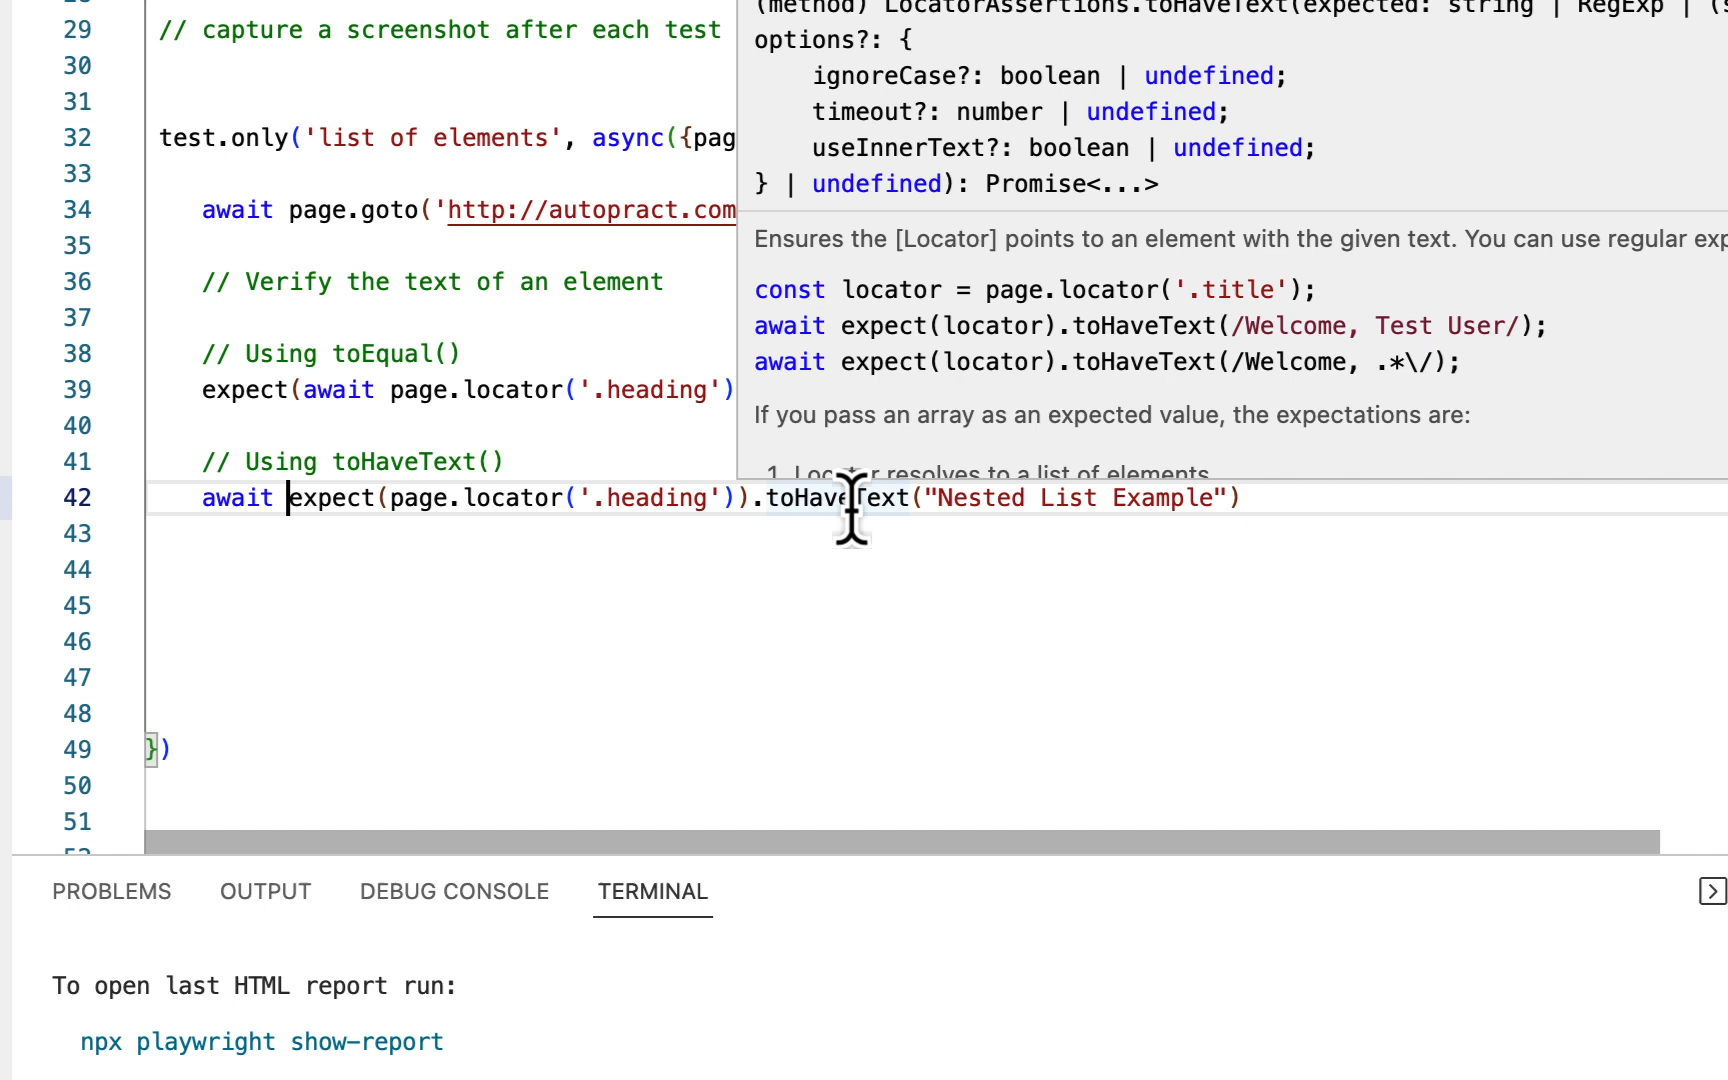 29 // capture a screenshot after each test
30
31
32 test.only('list of elements', async({pag
33
34 await page.goto('http://autopract.com
35
36 // Verify the text of an element
37
38 // Using toEqual()
39 expect(await page.locator('.heading')
40
41 // Using toHaveText()
42 await expect(page.locator('.heading')).toHaveText("Nested List Example")
43
44
45
46
47
48
49 })
50
51
(method) LocatorAssertions.toHaveText(expected: string | RegExp | (s
options?: {
ignoreCase?: boolean | undefined;
timeout?: number | undefined;
useInnerText?: boolean | undefined;
} | undefined): Promise<...>
Ensures the [Locator] points to an element with the given text. You can use regular exp
const locator = page.locator('.title');
await expect(locator).toHaveText(/Welcome, Test User/);
await expect(locator).toHaveText(/Welcome, .*\/);
If you pass an array as an expected value, the expectations are:
1. Locator resolves to a list of elements
PROBLEMS OUTPUT DEBUG CONSOLE TERMINAL
To open last HTML report run:
npx playwright show-report